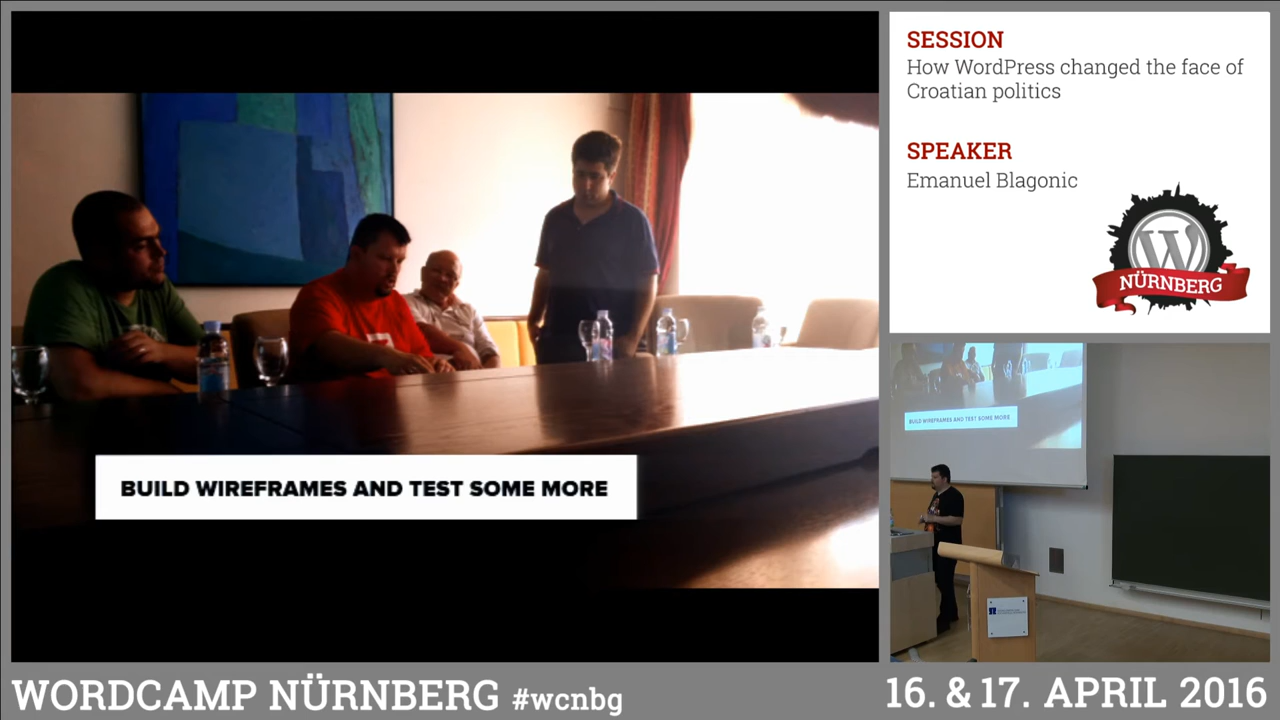 BUILD WIREFRAMES AND TEST SOME MORE
SESSION
How WordPress changed the face of
Croatian politics
SPEAKER
Emanuel Blagonic
W
NÜRNBERG
BUILD WIREFRAMES AND TEST SOME MORE
WORDCAMP NÜRNBERG #wcnbg
16. & 17. APRIL 2016